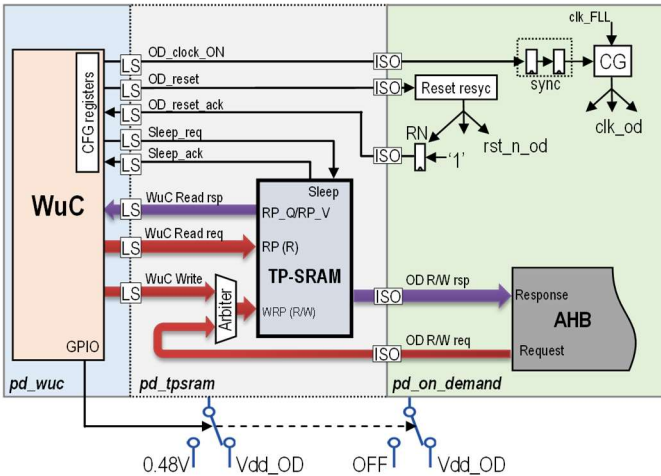 clk_FLL
OD_clock_ON
LS
ISO
CG
sync
OD_reset
LS
ISO
Reset resyc
clk_od
CFG registers
OD_reset_ack
LS
RN
rst_n_od
Sleep_req
LS
Sleep_ack
LS
ISO
'1'
Sleep
WuC
WuC Read rsp
LS
RP_Q/RP_V
WuC Read req
LS
RP (R)
TP-SRAM
WuC Write
LS
Arbiter
WRP (R/W)
OD R/W rsp
ISO
Response
AHB
OD R/W req
ISO
Request
GPIO
pd_wuc
pd_tpsram
pd_on_demand
0.48V
Vdd_OD
OFF
Vdd_OD